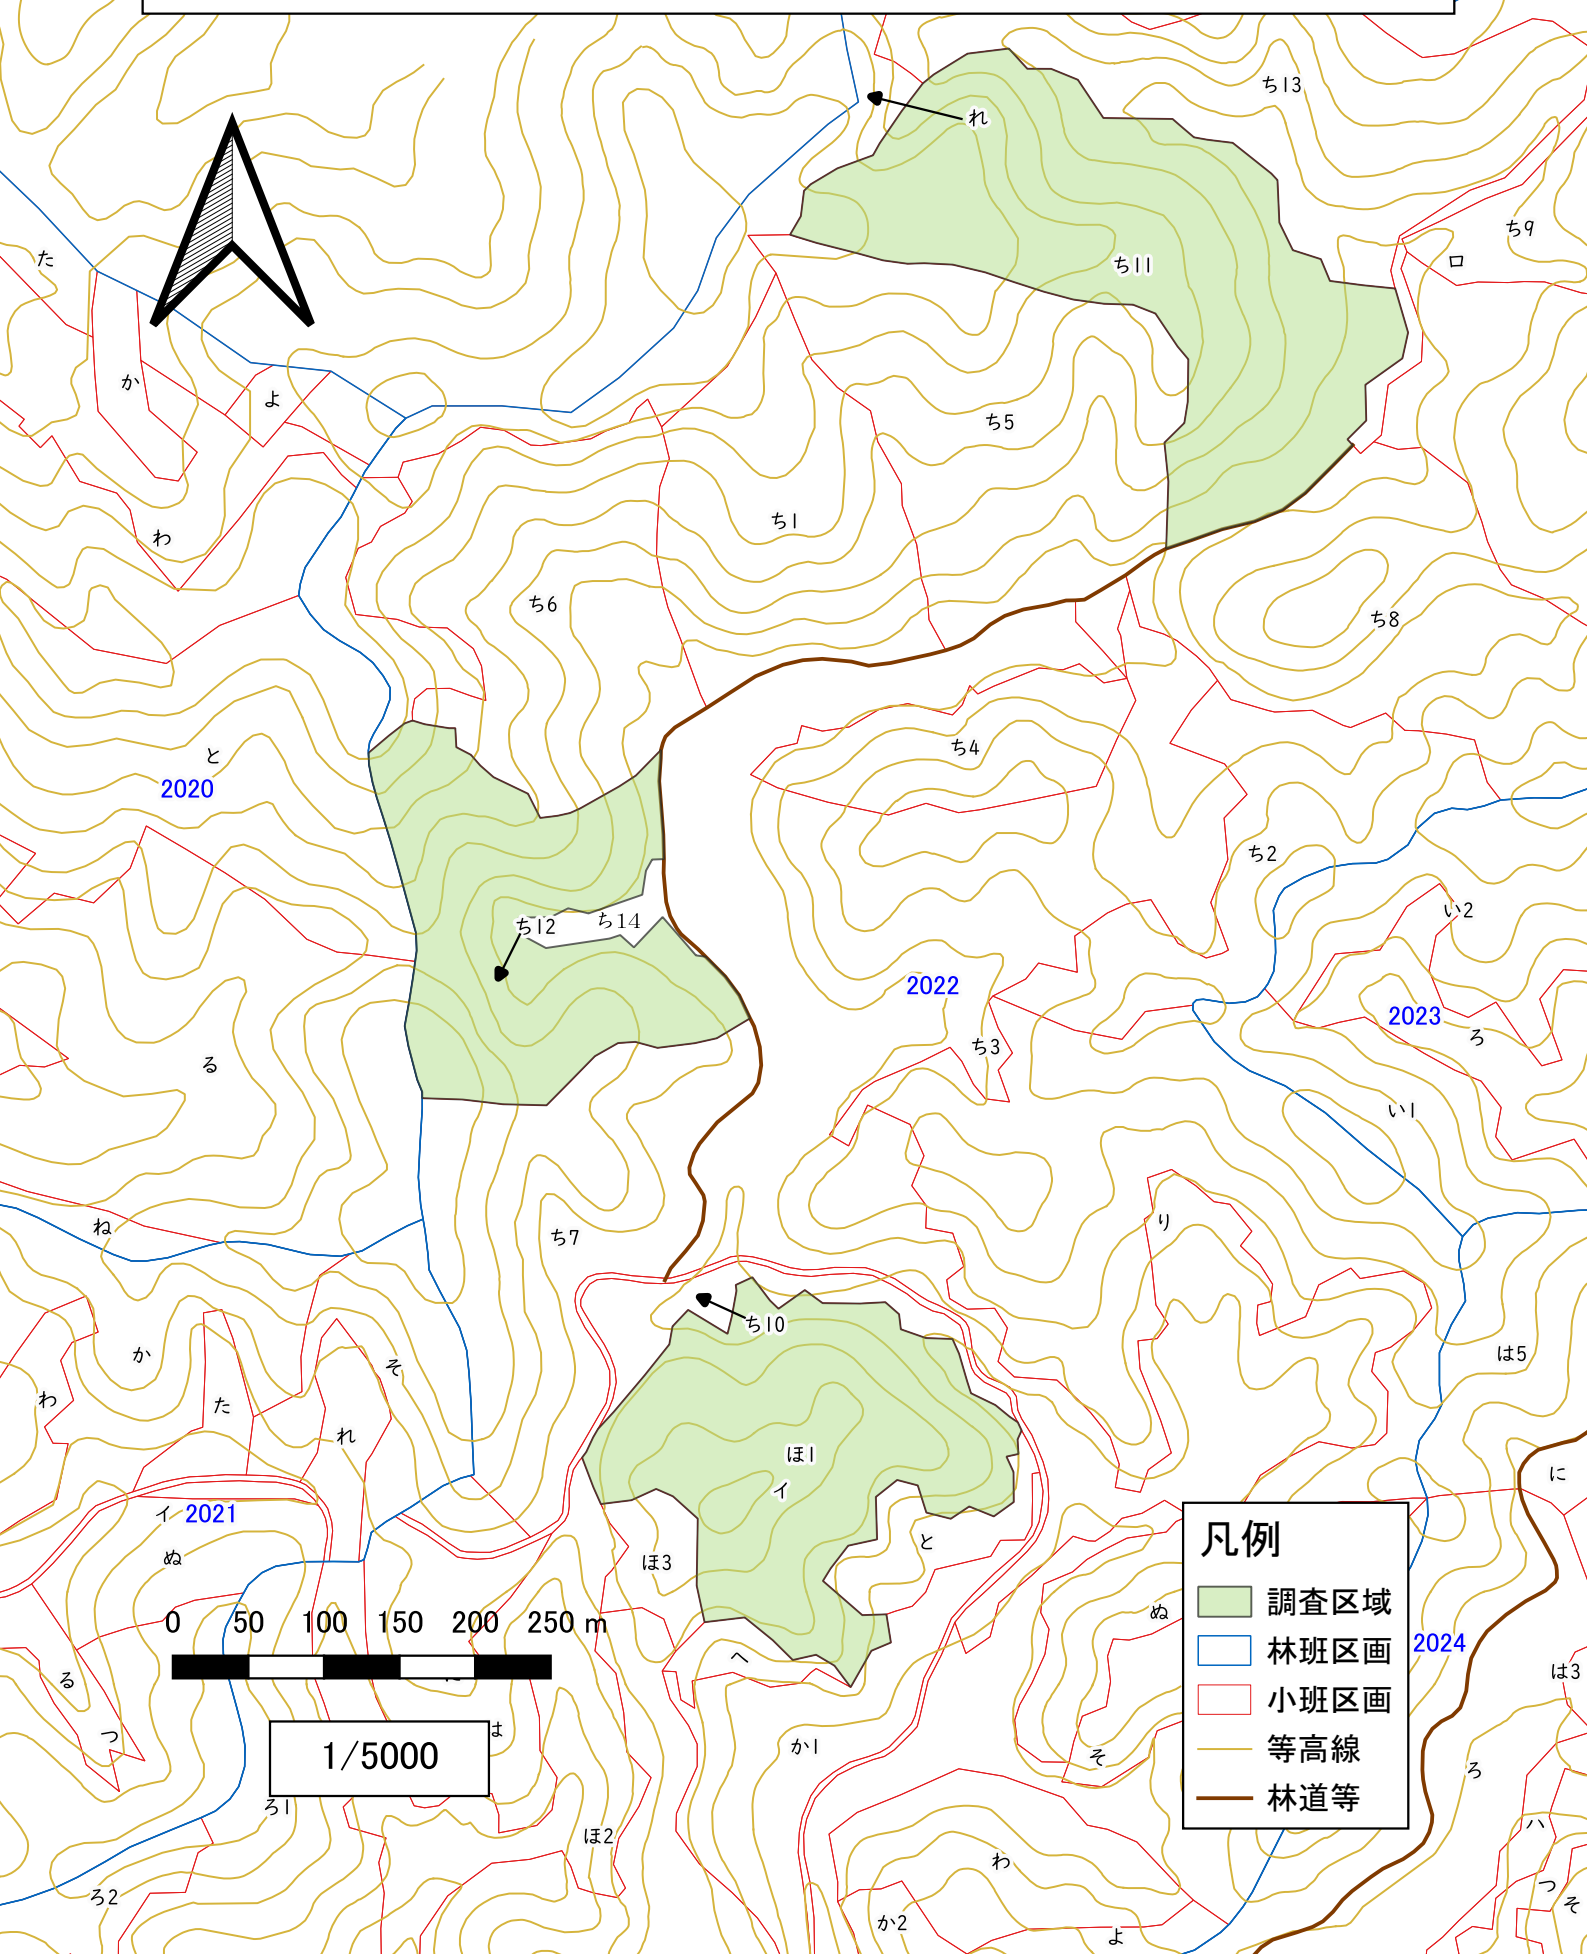 ち13
れ
ち9
た
ロ
ち11
か
よ
ち5
ち1
わ
ち6
ち8
ち4
と
2020
ち2
い2
ち12
ち14
2022
2023
ろ
ち3
る
い1
ね
り
ち7
ち10
か
そ
は5
わ
た
れ
ほ1
イ
に
イ
2021
ぬ
ほ3
と
凡例
調査区域
林班区画
小班区画
等高線
林道等
0 50 100 150 200 250 m
ぬ
2024
る
へ
は3
つ
は
か1
そ
ろ
1/5000
ろ1
ほ2
ハ
わ
つ
ろ2
か2
そ
よ